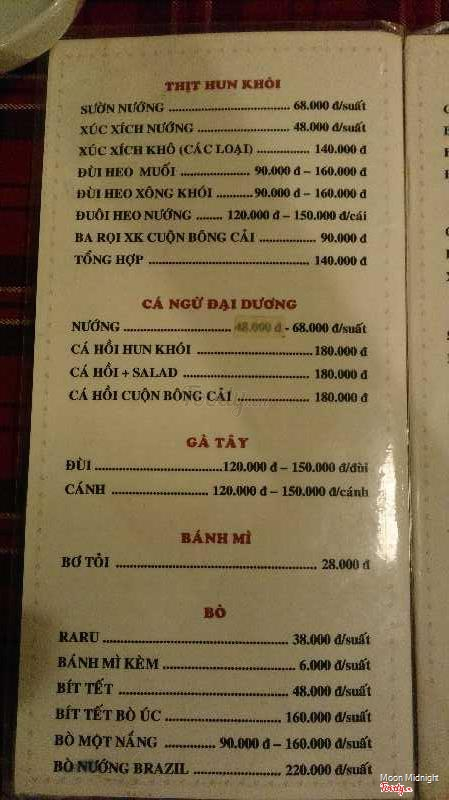 THỊT HUN KHÓI
SƯỜN NƯỚNG ........................... 68.000 đ/suất
XÚC XÍCH NƯỚNG ..................... 48.000 đ/suất
XÚC XÍCH KHÔ (CÁC LOẠI) ............. 140.000 đ
ĐÙI HEO MUỐI ................. 90.000 đ – 160.000 đ
ĐÙI HEO XÔNG KHÓI .........90.000 đ – 160.000 đ
ĐUÔI HEO NƯỚNG ....... 120.000 đ – 150.000 đ/cái
BA RỌI XK CUỘN BÔNG CẢI .............. 90.000 đ
TỔNG HỢP ........................................ 140.000 đ
CÁ NGỪ ĐẠI DƯƠNG
NƯỚNG .......................... 48.000 đ - 68.000 đ/suất
CÁ HỒI HUN KHÓI ............................180.000 đ
CÁ HỒI + SALAD ............................... 180.000 đ
CÁ HỒI CUỘN BÔNG CẢI ................... 180.000 đ
GÀ TÂY
ĐÙI ...............................120.000 đ – 150.000 đ/đùi
CÁNH ........................ 120.000 đ – 150.000 đ/cánh
BÁNH MÌ
BƠ TỎI ................................................ 28.000 đ
BÒ
RARU ............................................. 38.000 đ/suất
BÁNH MÌ KÈM ................................ 6.000 đ/suất
BÍT TẾT ......................................... 48.000 đ/suất
BÍT TẾT BÒ ÚC ............................ 160.000 đ/suất
BÒ MỘT NẮNG ............ 90.000 đ – 160.000 đ/suất
BÒ NƯỚNG BRAZIL ..................... 220.000 đ/suất
Moon Midnight
Foody.vn